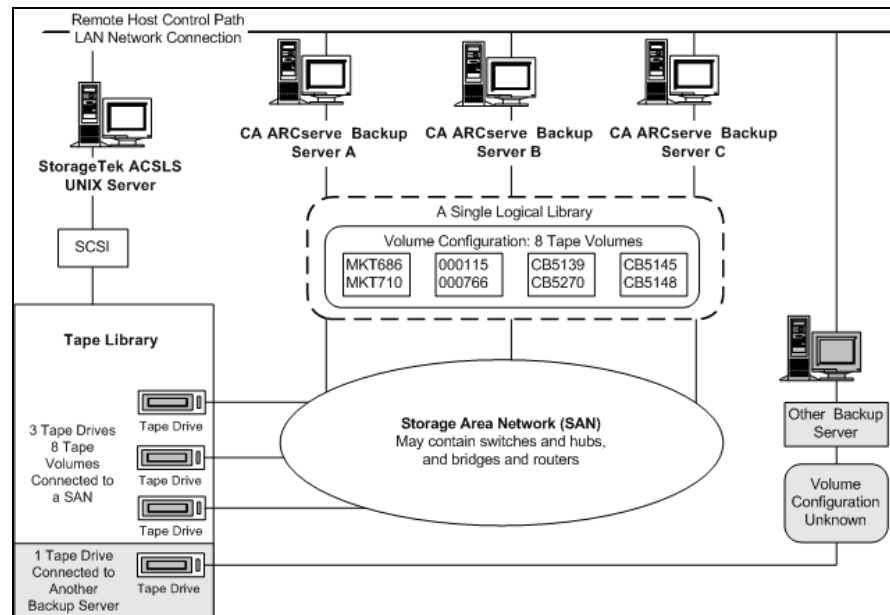 Remote Host Control Path
LAN Network Connection
StorageTek ACSLS
UNIX Server
CA ARCserve Backup
Server A
CA ARCserve Backup
Server B
CA ARCserve Backup
Server C
SCSI
A Single Logical Library
Volume Configuration: 8 Tape Volumes
MKT686
MKT710
000115
000766
CB5139
CB5270
CB5145
CB5148
Tape Library
3 Tape Drives
8 Tape
Volumes
Connected to
a SAN
Tape Drive
Tape Drive
Tape Drive
1 Tape Drive
Connected to
Another
Backup Server
Tape Drive
Storage Area Network (SAN)
May contain switches and hubs,
and bridges and routers
Other Backup
Server
Volume
Configuration
Unknown